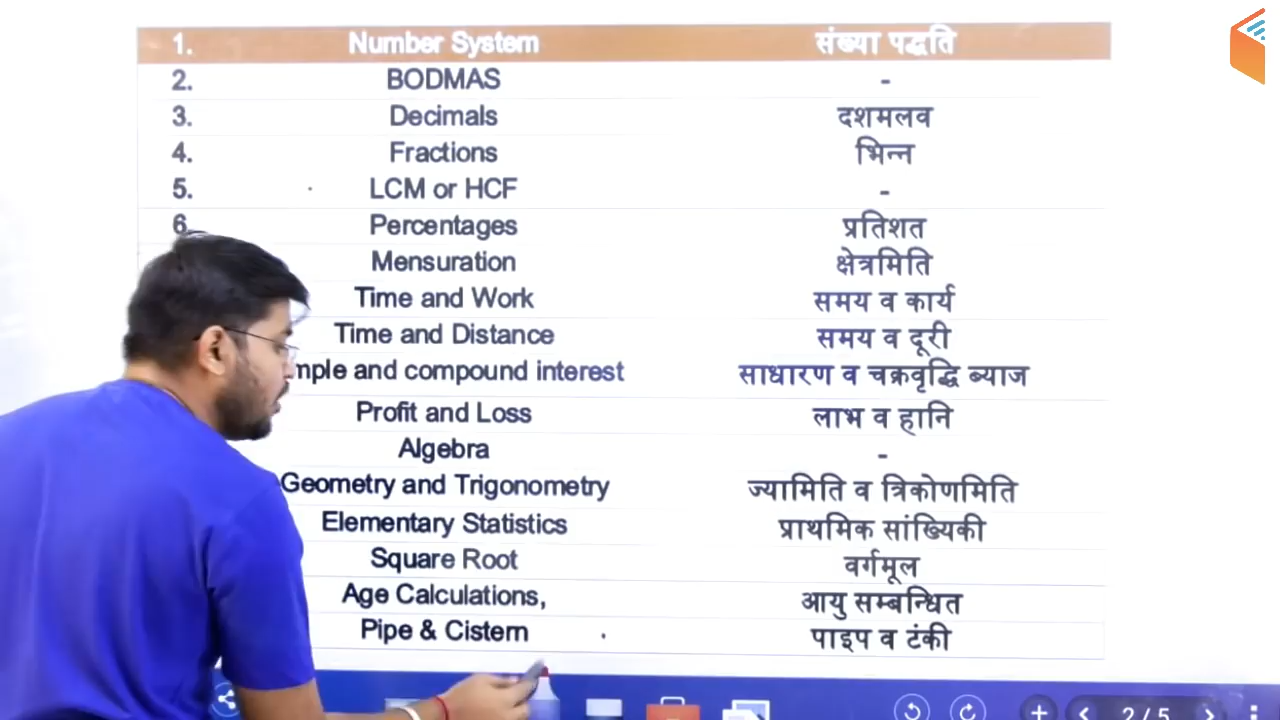 1. Number System संख्या पद्धति
2. BODMAS -
3. Decimals दशमलव
4. Fractions भिन्न
5. LCM or HCF -
6. Percentages प्रतिशत
Mensuration क्षेत्रमिति
Time and Work समय व कार्य
Time and Distance समय व दूरी
and compound interest साधारण व चक्रवृद्धि ब्याज
Profit and Loss लाभ व हानि
Algebra -
Geometry and Trigonometry ज्यामिति व त्रिकोणमिति
Elementary Statistics प्राथमिक सांख्यिकी
Square Root वर्गमूल
Age Calculations, आयु सम्बन्धित
Pipe & Cistern पाइप व टंकी
2/5